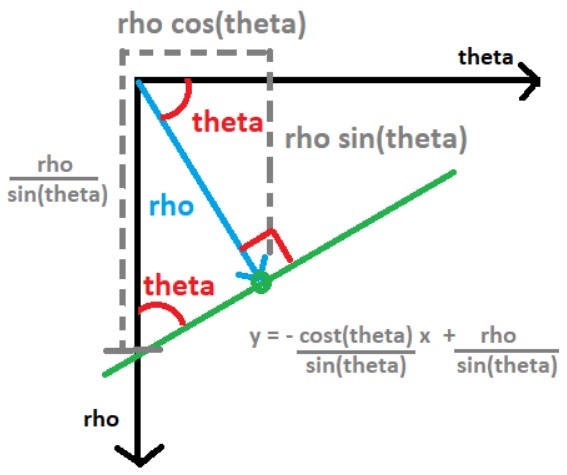 rho cos(theta)
theta
theta
rho sin(theta)
rho
sin(theta)
rho
theta
y = - cost(theta) x + rho
sin(theta) sin(theta)
rho